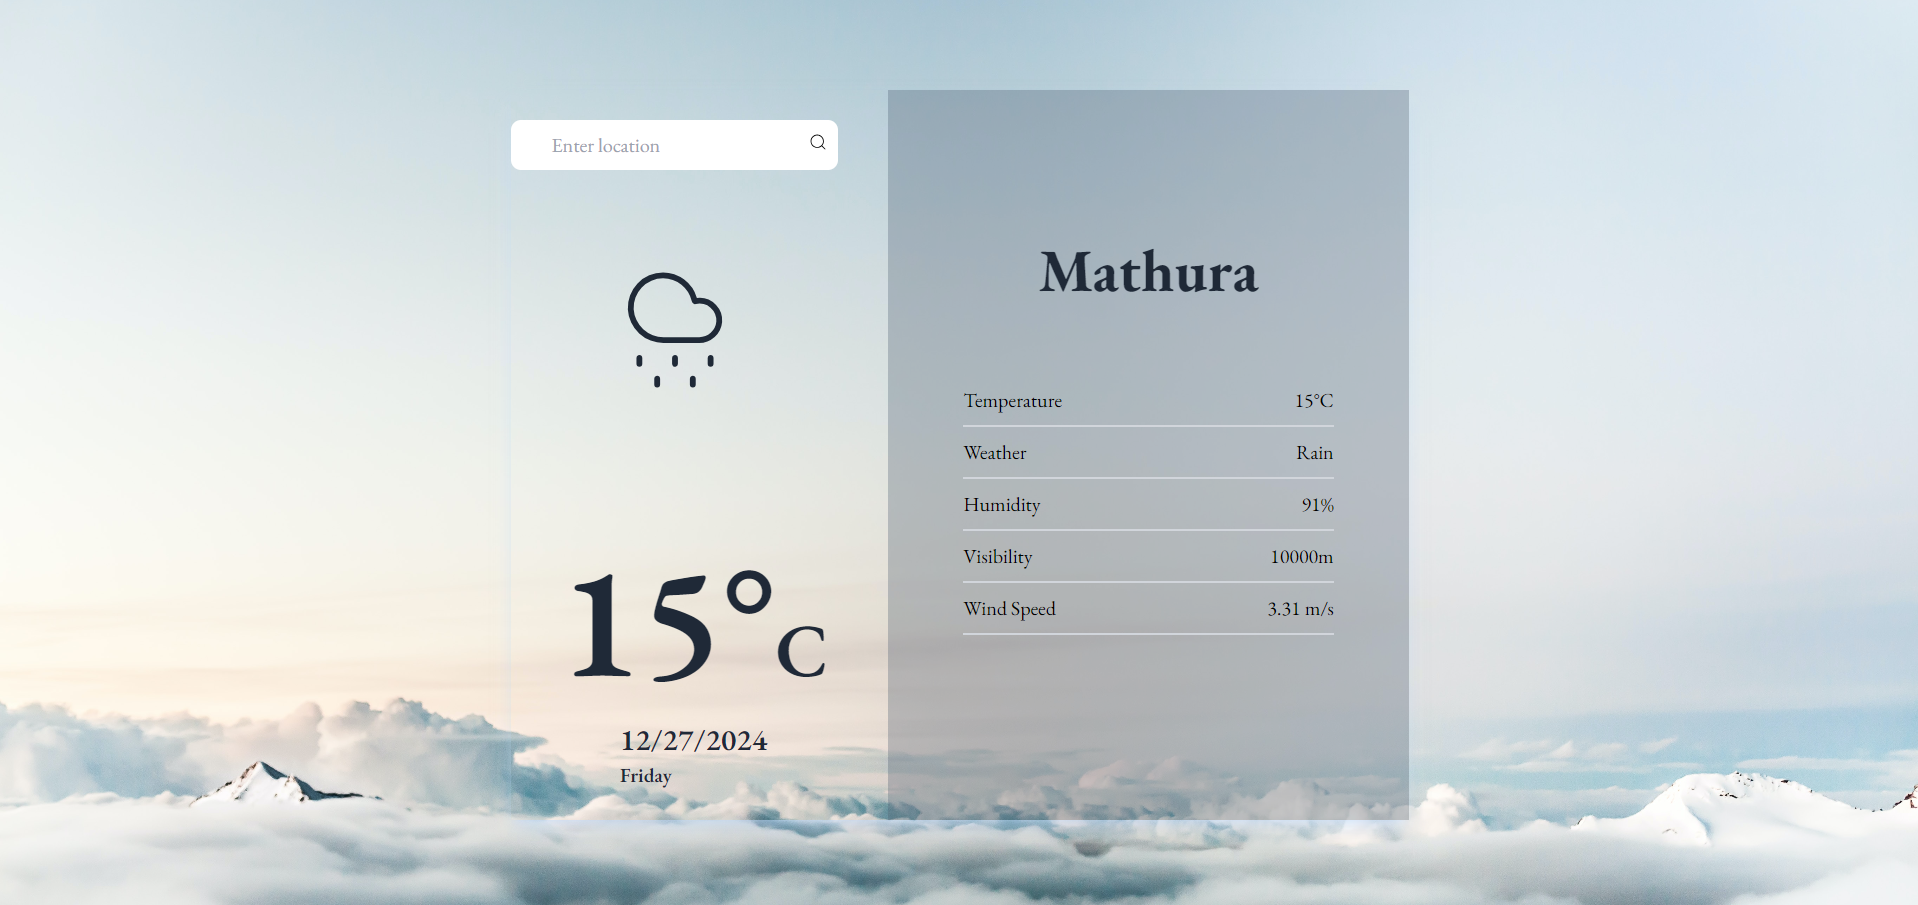 Enter location
15°C
12/27/2024
Friday
Mathura
Temperature 15°C
Weather Rain
Humidity 91%
Visibility 10000m
Wind Speed 3.31 m/s